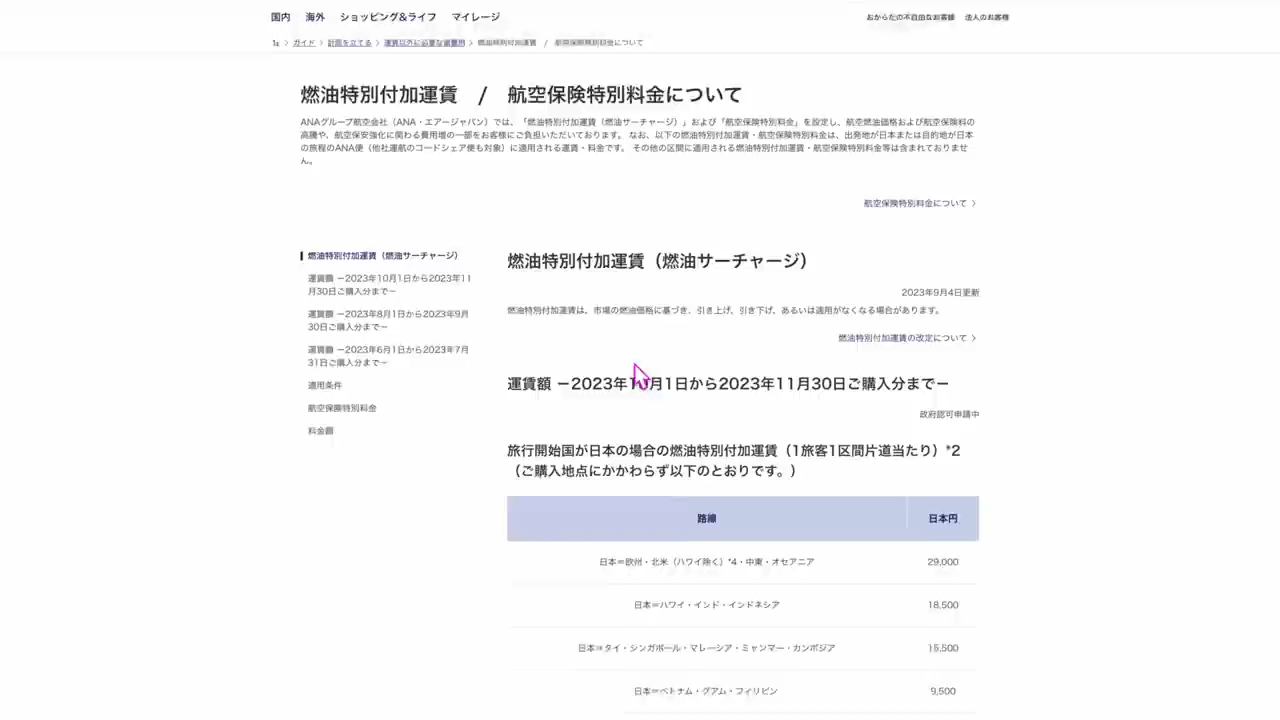 国内 海外 ショッピング&ライフ マイレージ
おからだの不自由なお客様 法人のお客様
ガイド > 計画を立てる > 運賃以外に必要な諸費用 > 燃油特別付加運賃 / 航空保険特別料金について
燃油特別付加運賃 / 航空保険特別料金について
ANAグループ航空会社（ANA・エアージャパン）では、「燃油特別付加運賃（燃油サーチャージ）」および「航空保険特別料金」を設定し、航空燃油価格および航空保険料の
高騰や、航空保安強化に関わる費用増の一部をお客様にご負担いただいております。 なお、以下の燃油特別付加運賃・航空保険特別料金は、出発地が日本または目的地が日本
の旅程のANA便（他社運航のコードシェア便も対象）に適用される運賃・料金です。 その他の区間に適用される燃油特別付加運賃・航空保険特別料金等は含まれておりませ
ん。
航空保険特別料金について >
燃油特別付加運賃（燃油サーチャージ）
運賃額 －2023年10月1日から2023年11
月30日ご購入分まで－
運賃額 －2023年8月1日から2023年9月
30日ご購入分まで－
運賃額 －2023年6月1日から2023年7月
31日ご購入分まで－
適用条件
航空保険特別料金
料金額
燃油特別付加運賃（燃油サーチャージ）
2023年9月4日更新
燃油特別付加運賃は、市場の燃油価格に基づき、引き上げ、引き下げ、あるいは適用がなくなる場合があります。
燃油特別付加運賃の改定について >
運賃額 －2023年10月1日から2023年11月30日ご購入分まで－
政府認可申請中
旅行開始国が日本の場合の燃油特別付加運賃（1旅客1区間片道当たり）*2
（ご購入地点にかかわらず以下のとおりです。）
路線 日本円
日本＝欧州・北米（ハワイ除く）*4・中東・オセアニア 29,000
日本＝ハワイ・インド・インドネシア 18,500
日本＝タイ・シンガポール・マレーシア・ミャンマー・カンボジア 15,500
日本＝ベトナム・グアム・フィリピン 9,500